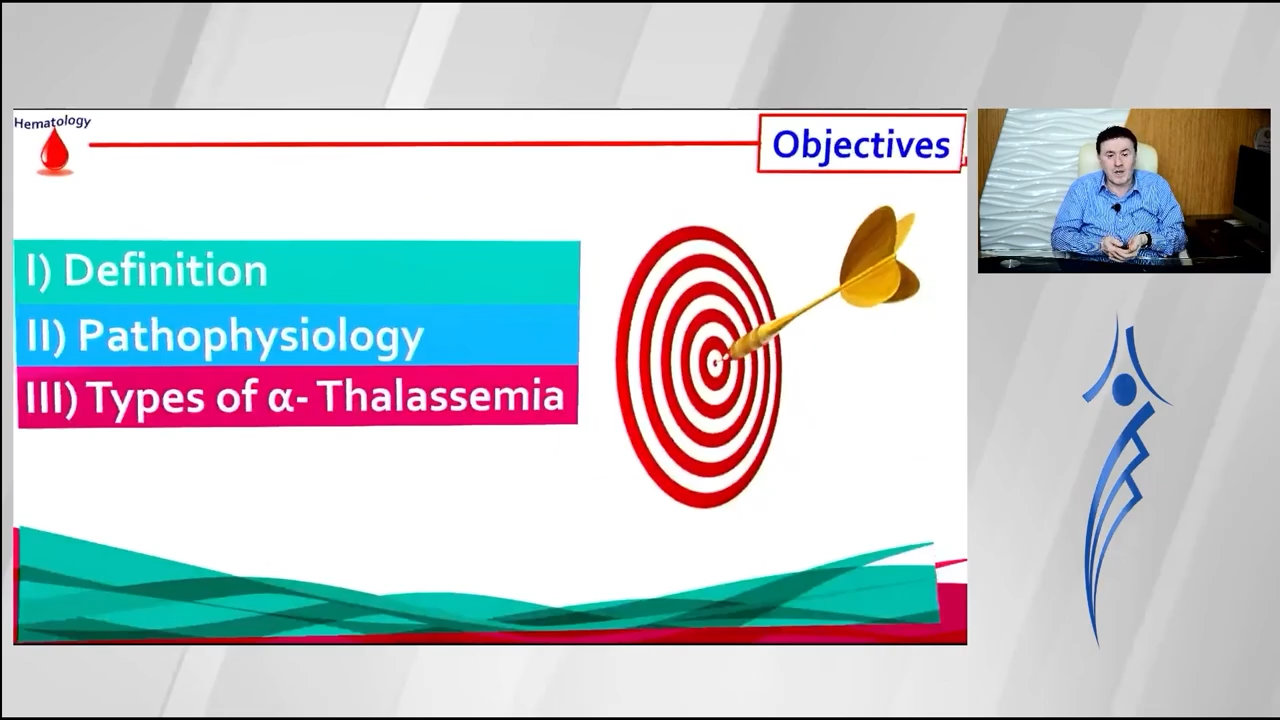 Hematology
Objectives
I) Definition
II) Pathophysiology
III) Types of α- Thalassemia